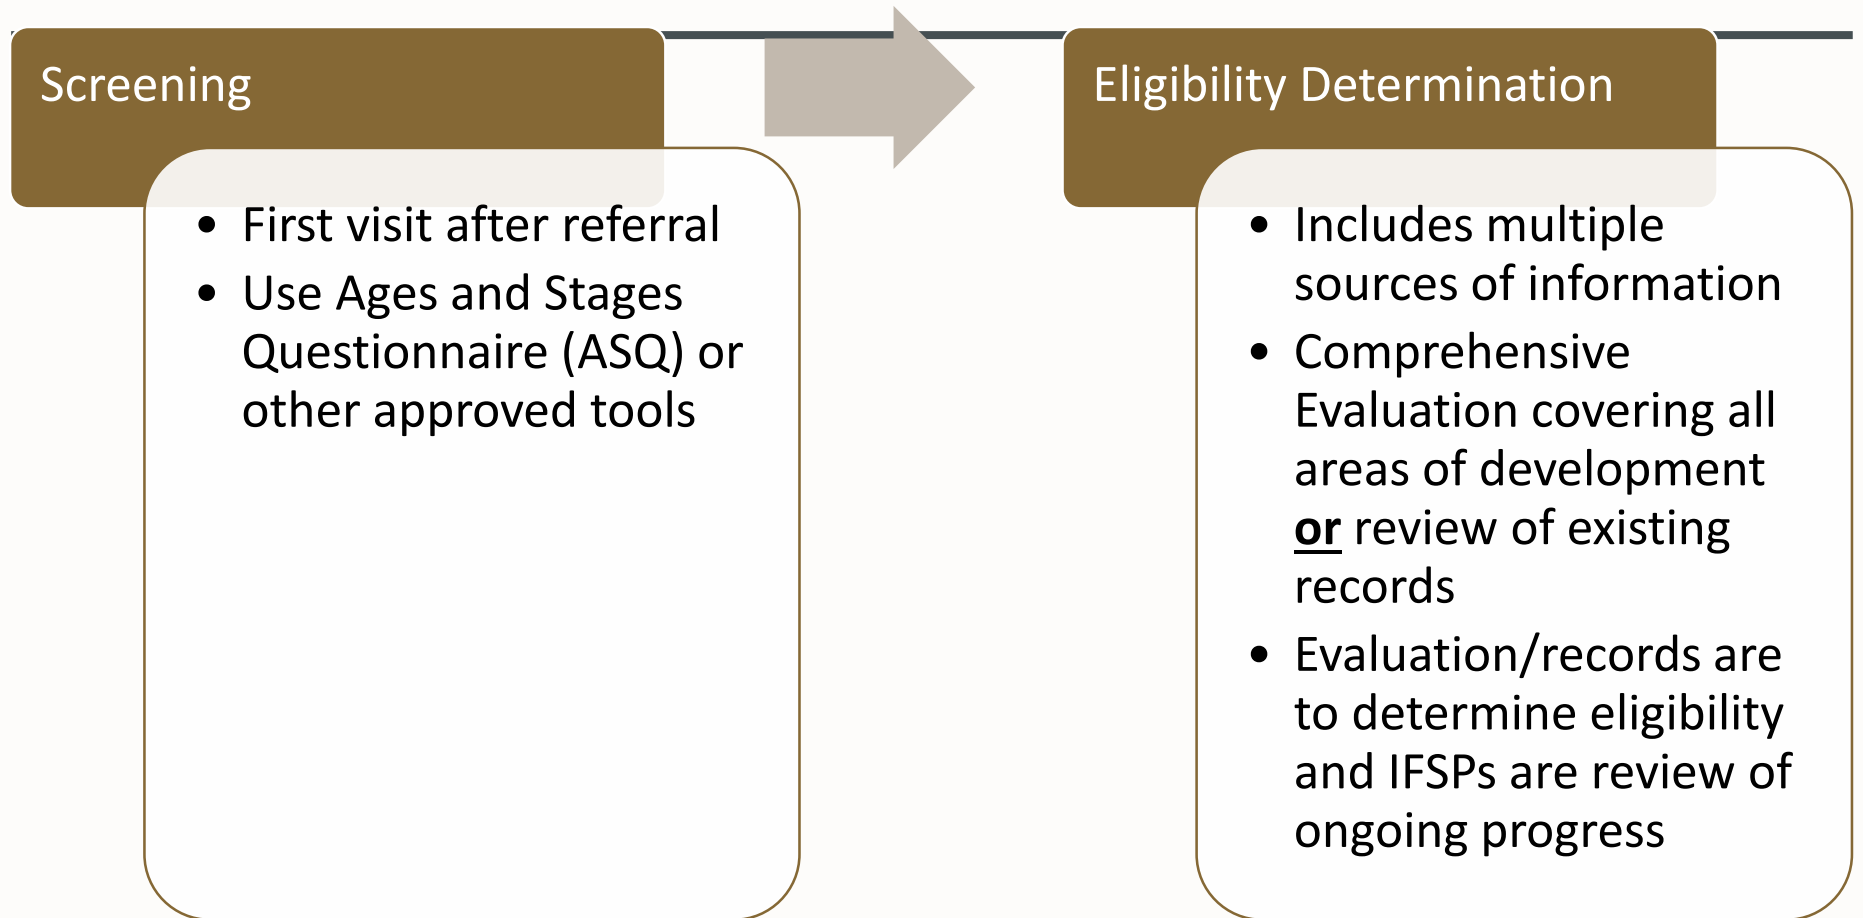 Screening
• First visit after referral
• Use Ages and Stages
Questionnaire (ASQ) or
other approved tools
Eligibility Determination
• Includes multiple
sources of information
• Comprehensive
Evaluation covering all
areas of development
or review of existing
records
• Evaluation/records are
to determine eligibility
and IFSPs are review of
ongoing progress